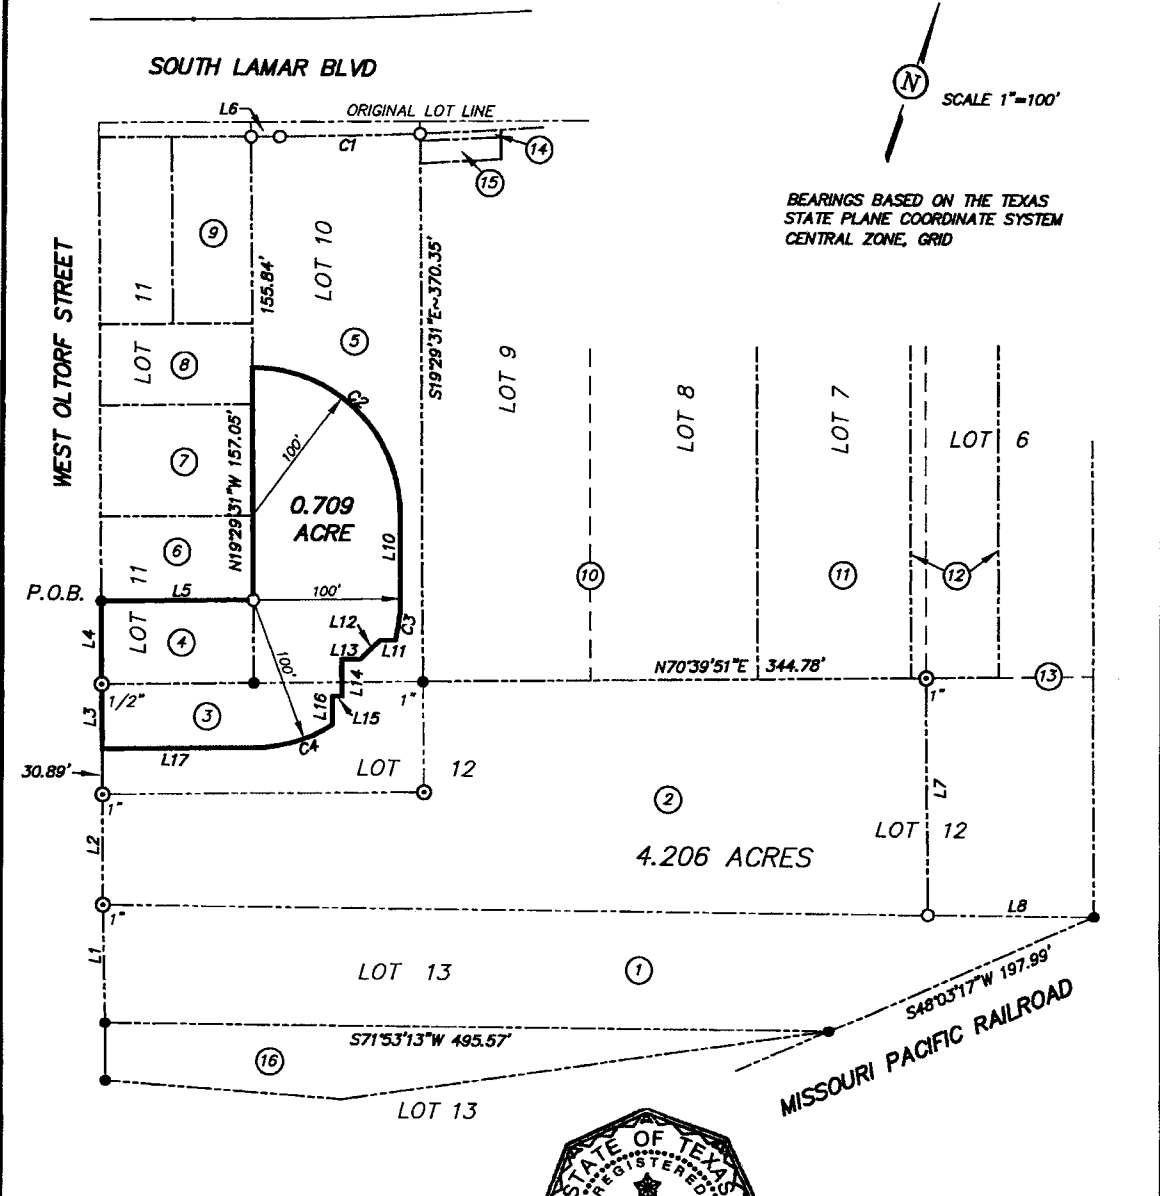 SOUTH LAMAR BLVD
N
SCALE 1"=100'
L6
ORIGINAL LOT LINE
C1
14
15
BEARINGS BASED ON THE TEXAS
STATE PLANE COORDINATE SYSTEM
CENTRAL ZONE, GRID
WEST OLTORF STREET
9
LOT 11
155.84'
LOT 10
S19°29'31"E~370.35'
5
8
LOT 9
LOT 8
LOT 7
LOT 6
C2
100'
7
N19°29'31"W 157.05'
0.709
ACRE
6
L10
10
11
12
P.O.B.
L5
100'
LOT 11
4
L4
L12
C3
L13
L11
100'
L14
N70°39'51"E 344.78'
13
1/2"
1"
1"
L3
3
L16
L15
C4
L17
30.89'
LOT 12
1"
2
L7
L2
4.206 ACRES
LOT 12
1"
L8
L1
LOT 13
1
S48°03'17"W 197.99'
S71°53'13"W 495.57'
MISSOURI PACIFIC RAILROAD
16
LOT 13
STATE OF TEXAS
REGISTERED